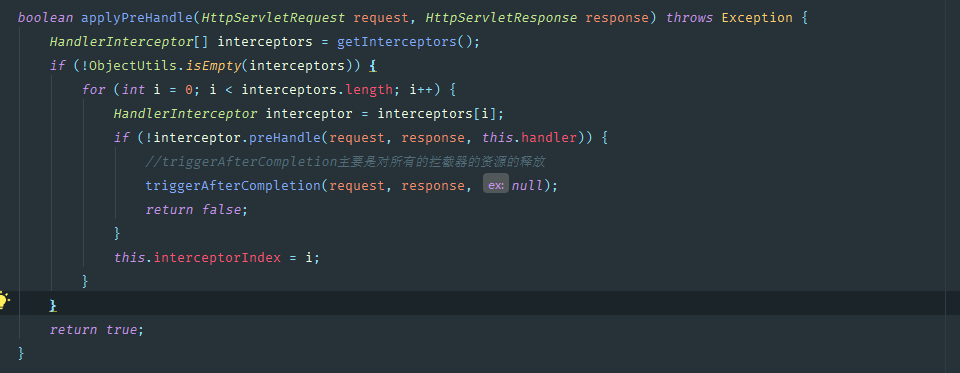 boolean applyPreHandle(HttpServletRequest request, HttpServletResponse response) throws Exception {
    HandlerInterceptor[] interceptors = getInterceptors();
    if (!ObjectUtils.isEmpty(interceptors)) {
        for (int i = 0; i < interceptors.length; i++) {
            HandlerInterceptor interceptor = interceptors[i];
            if (!interceptor.preHandle(request, response, this.handler)) {
                //triggerAfterCompletion主要是对所有的拦截器的资源的释放
                triggerAfterCompletion(request, response, ex: null);
                return false;
            }
            this.interceptorIndex = i;
        }
    }
    return true;
}